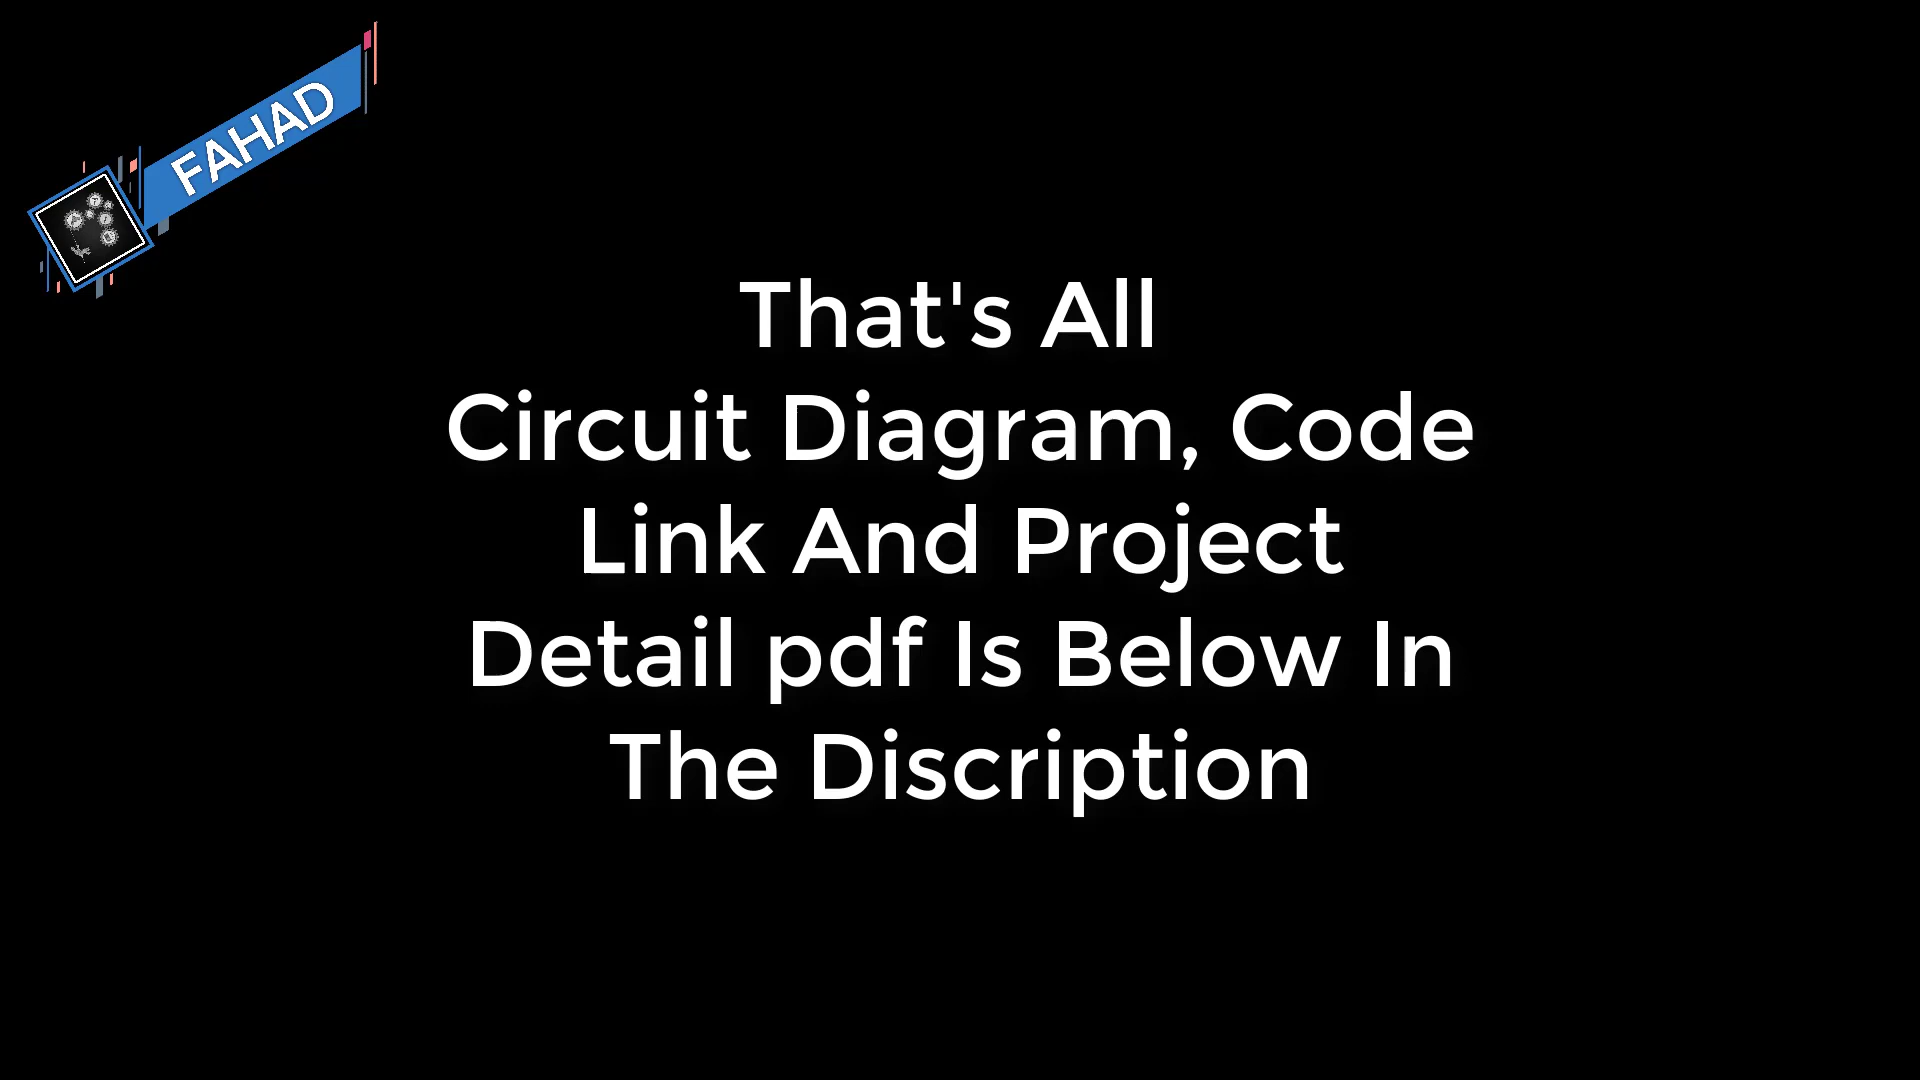 FAHAD
That's All
Circuit Diagram, Code
Link And Project
Detail pdf Is Below In
The Discription